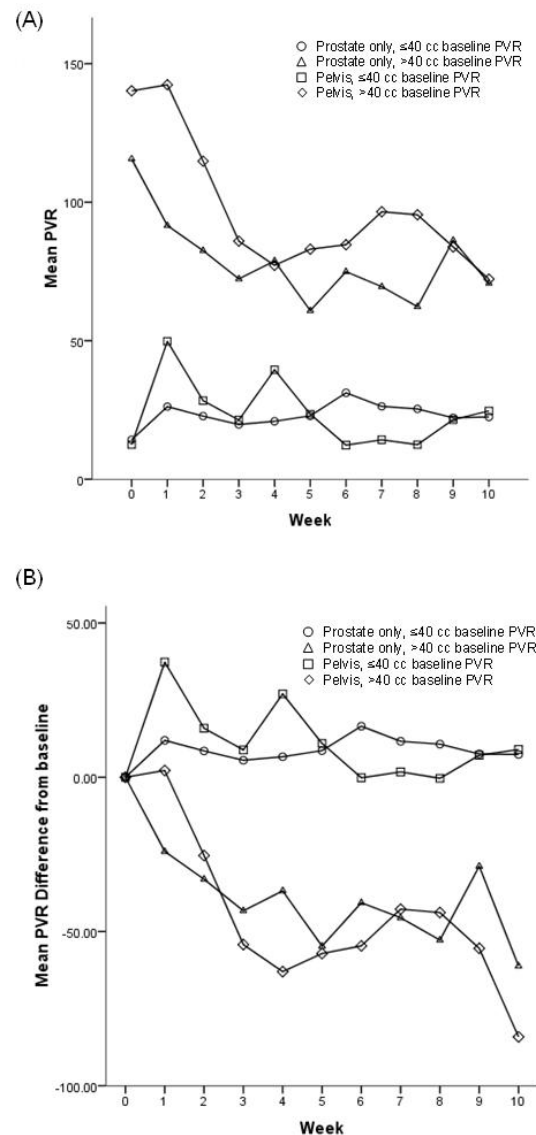 (A)
Prostate only, ≤40 cc baseline PVR
Prostate only, >40 cc baseline PVR
Pelvis, ≤40 cc baseline PVR
Pelvis, >40 cc baseline PVR
150
100
50
0
Mean PVR
0 1 2 3 4 5 6 7 8 9 10
Week
(B)
Prostate only, ≤40 cc baseline PVR
Prostate only, >40 cc baseline PVR
Pelvis, ≤40 cc baseline PVR
Pelvis, >40 cc baseline PVR
50.00
0.00
-50.00
-100.00
Mean PVR Difference from baseline
0 1 2 3 4 5 6 7 8 9 10
Week